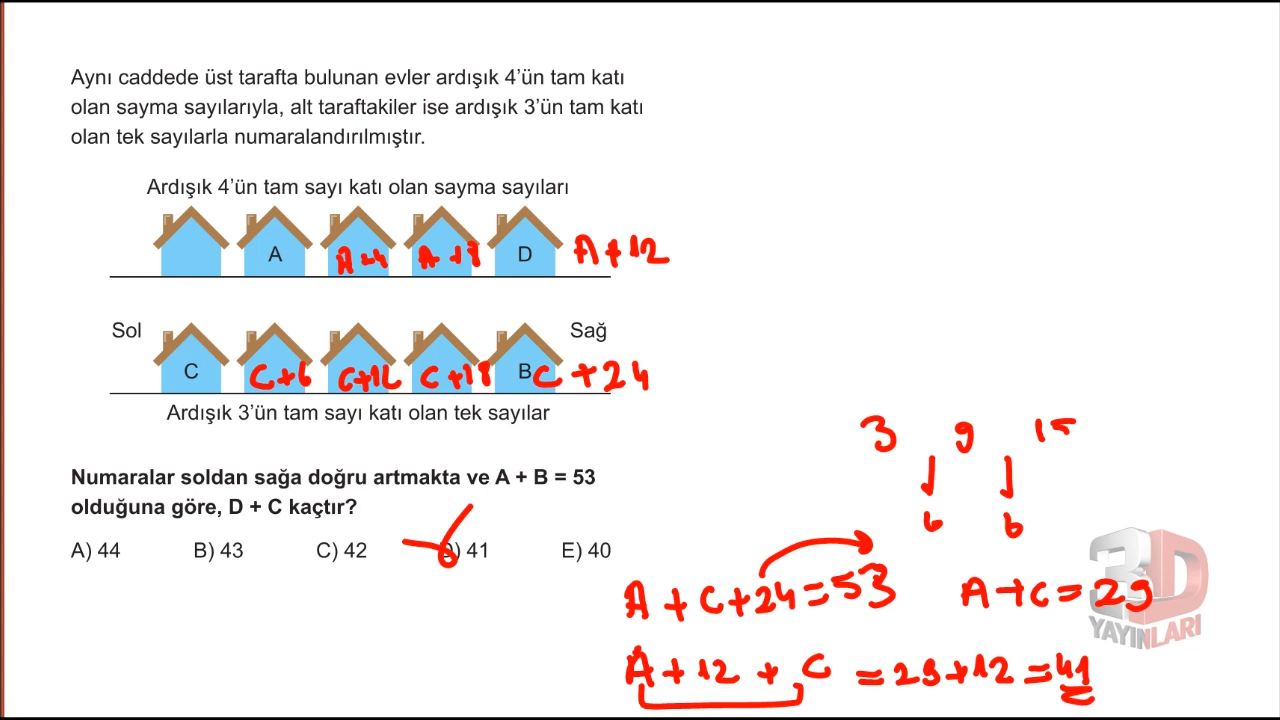 Aynı caddede üst tarafta bulunan evler ardışık 4'ün tam katı
olan sayma sayılarıyla, alt taraftakiler ise ardışık 3'ün tam katı
olan tek sayılarla numaralandırılmıştır.
Ardışık 4'ün tam sayı katı olan sayma sayıları
A A+4 D A+12
Sol Sağ
C C+6 C+12 C+18 B C+24
Ardışık 3'ün tam sayı katı olan tek sayılar
3 9 15
6 6
Numaralar soldan sağa doğru artmakta ve A + B = 53
olduğuna göre, D + C kaçtır?
A) 44 B) 43 C) 42 D) 41 E) 40
A + C + 24 = 53 A + C = 29
A + 12 + C = 29 + 12 = 41
3D
YAYINLARI